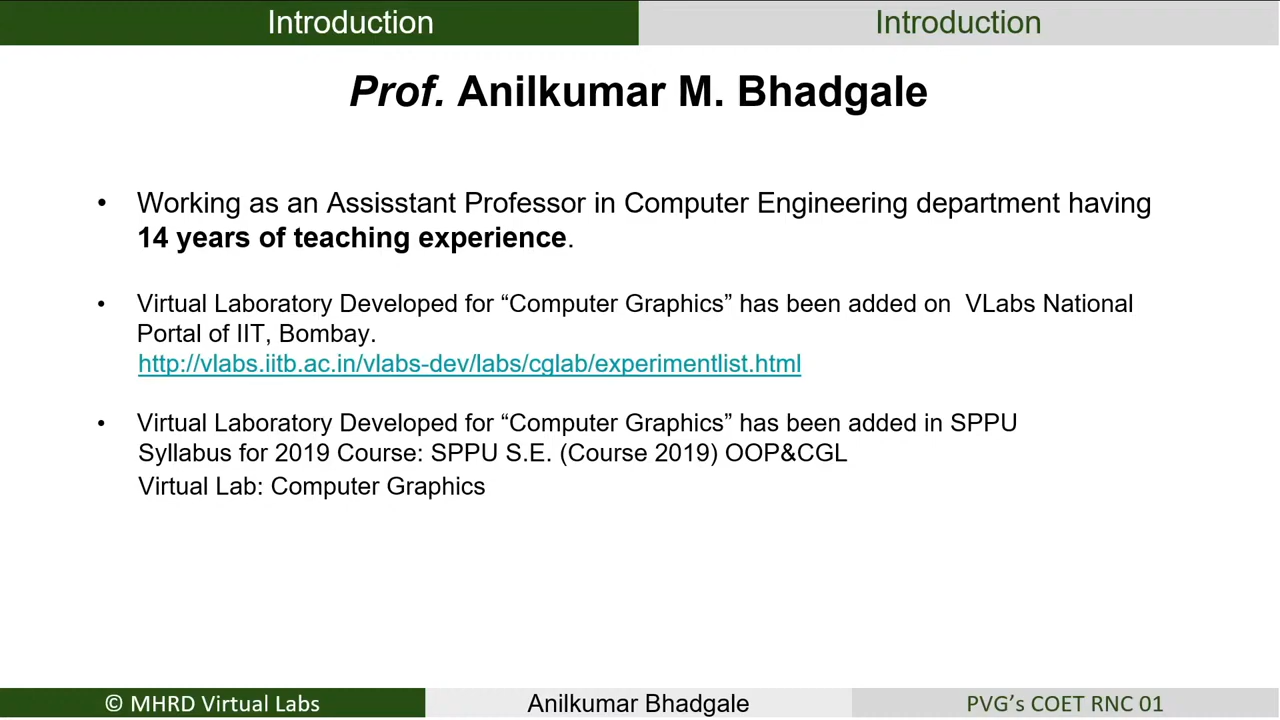 Introduction
Introduction
Prof. Anilkumar M. Bhadgale
• Working as an Assisstant Professor in Computer Engineering department having
14 years of teaching experience.
• Virtual Laboratory Developed for “Computer Graphics” has been added on VLabs National
Portal of IIT, Bombay.
http://vlabs.iitb.ac.in/vlabs-dev/labs/cglab/experimentlist.html
• Virtual Laboratory Developed for “Computer Graphics” has been added in SPPU
Syllabus for 2019 Course: SPPU S.E. (Course 2019) OOP&CGL
Virtual Lab: Computer Graphics
© MHRD Virtual Labs
Anilkumar Bhadgale
PVG’s COET RNC 01